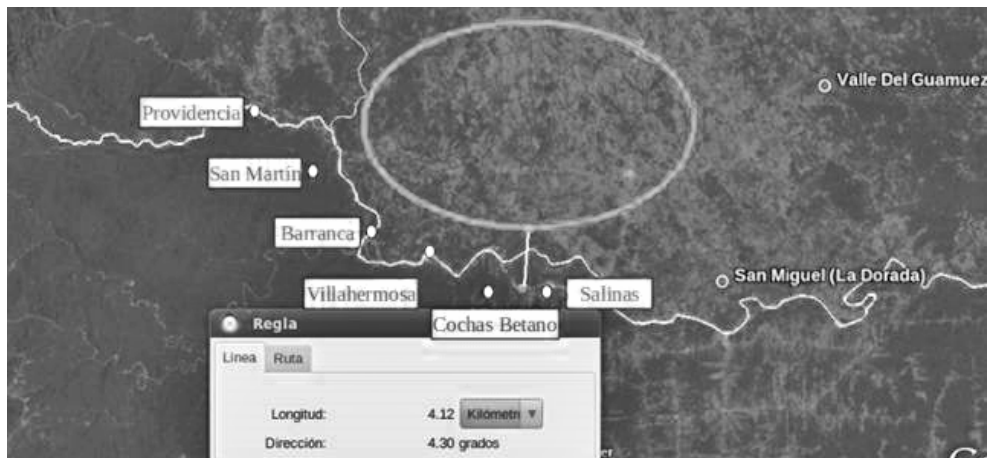 Valle Del Guamuez
Providencia
San Martín
Barranca
San Miguel (La Dorada)
Villahermosa
Salinas
Cochas Betano
Regla
Línea
Ruta
Longitud:
4.12
Dirección:
4.30 grados